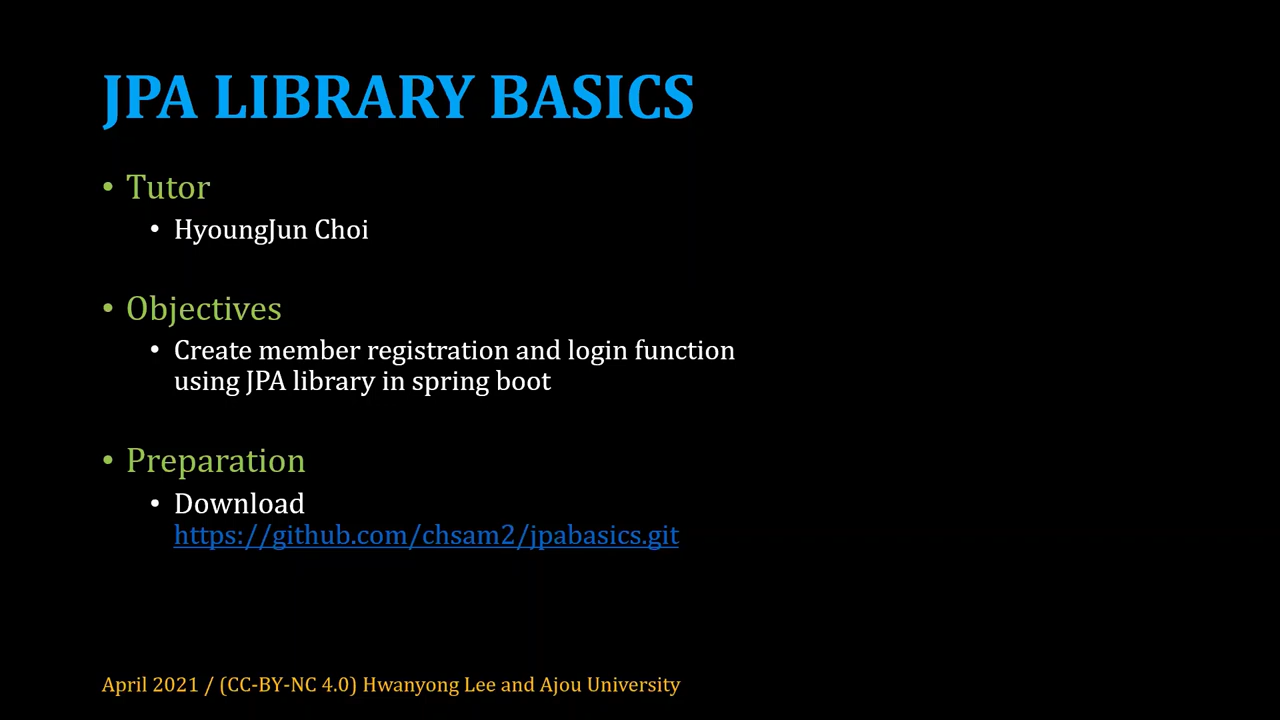 JPA LIBRARY BASICS
• Tutor
• HyoungJun Choi
• Objectives
• Create member registration and login function
using JPA library in spring boot
• Preparation
• Download
https://github.com/chsam2/jpabasics.git
April 2021 / (CC-BY-NC 4.0) Hwanyong Lee and Ajou University